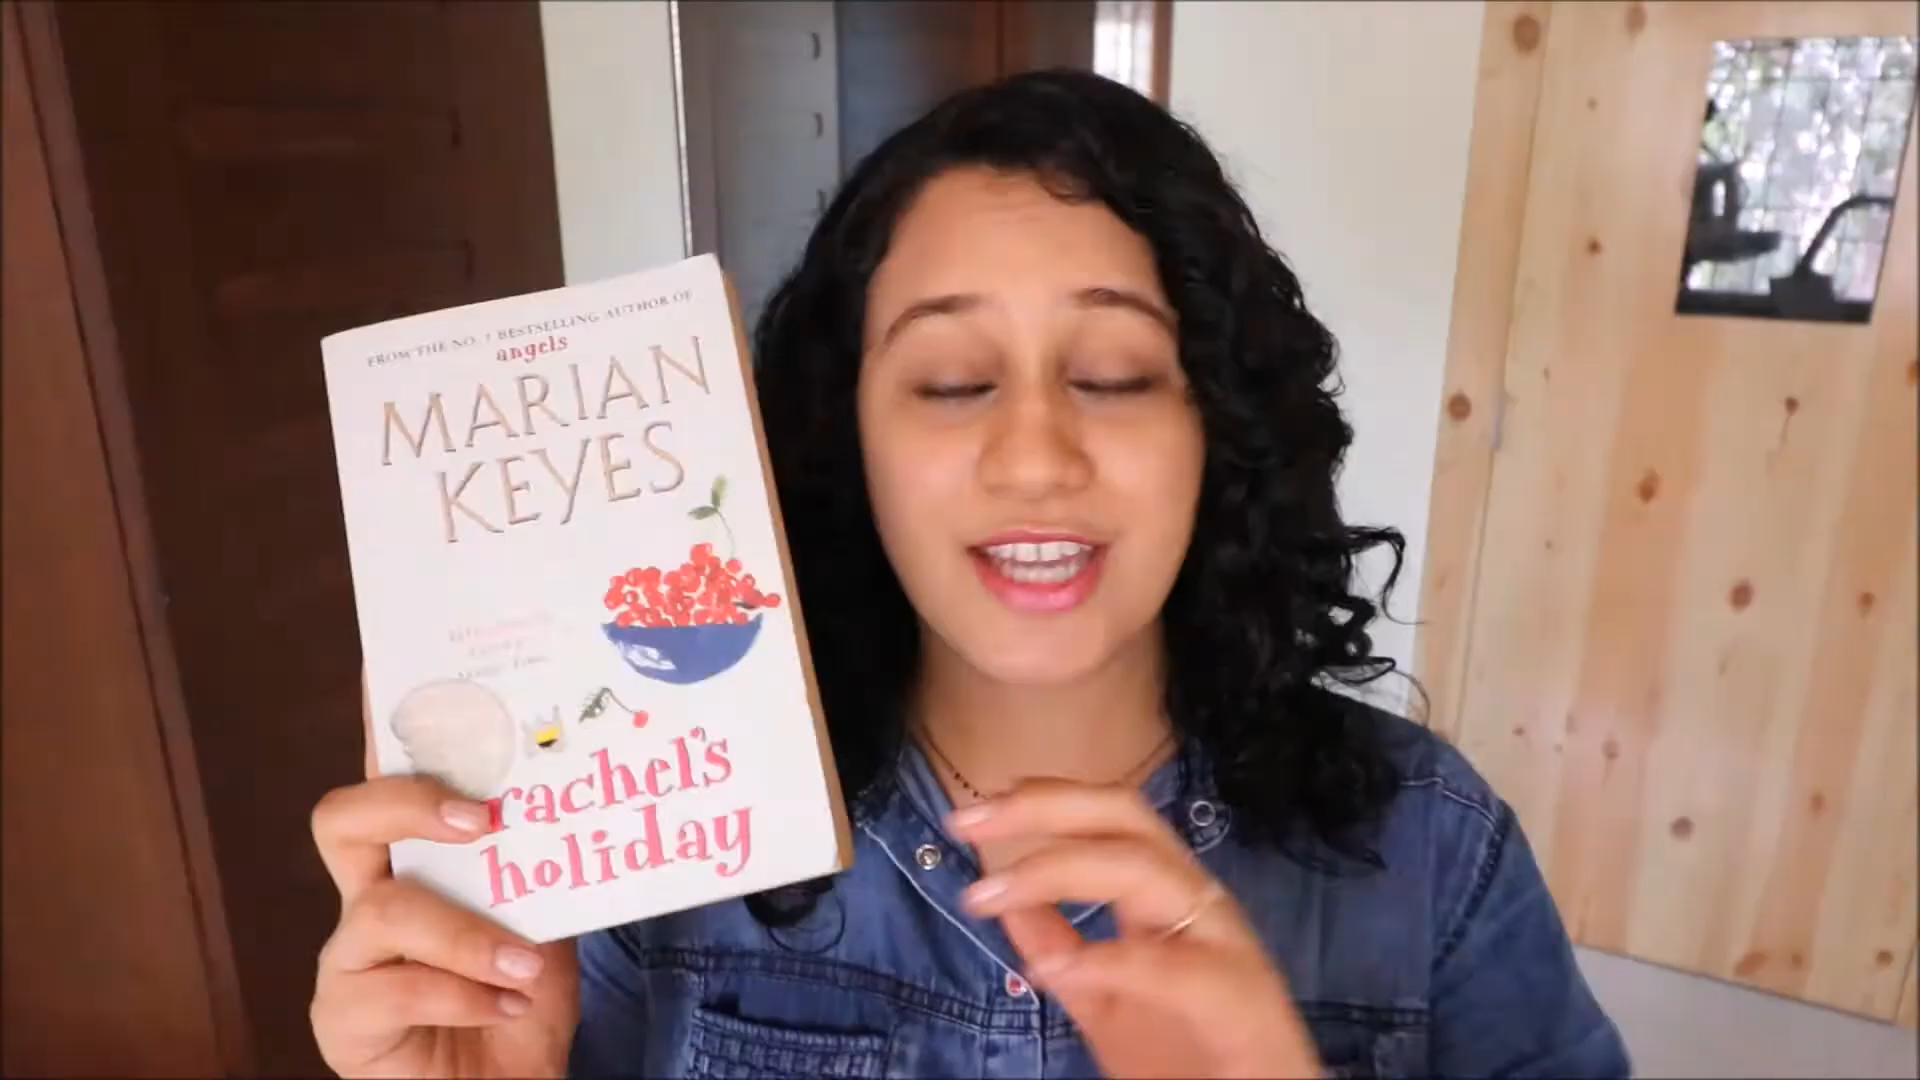 FROM THE NO. 1 BESTSELLING AUTHOR OF
angels
MARIAN
KEYES
rachel's
holiday